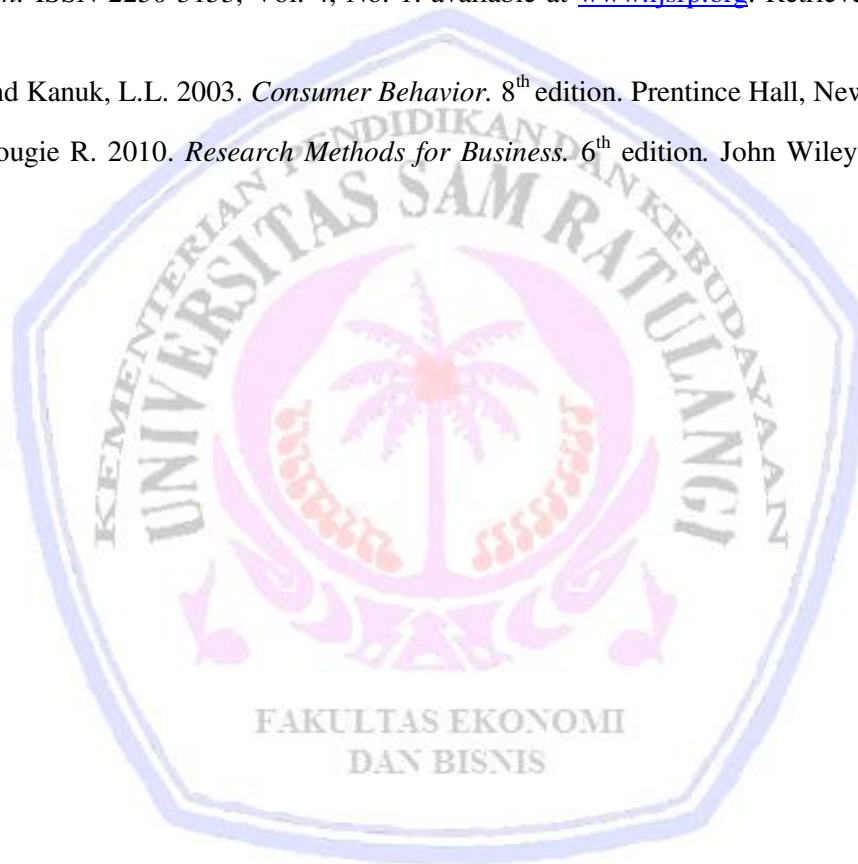 ISSN 2250-3153, Vol. 4, No. 1. available at www.ijsrp.org.
nd Kanuk, L.L. 2003. Consumer Behavior. 8th edition. Prentince Hall, New
ougie R. 2010. Research Methods for Business. 6th edition. John Wiley
KEMENTERIAN PENDIDIKAN DAN KEBUDAYAAN
UNIVERSITAS SAM RATULANGI
FAKULTAS EKONOMI
DAN BISNIS